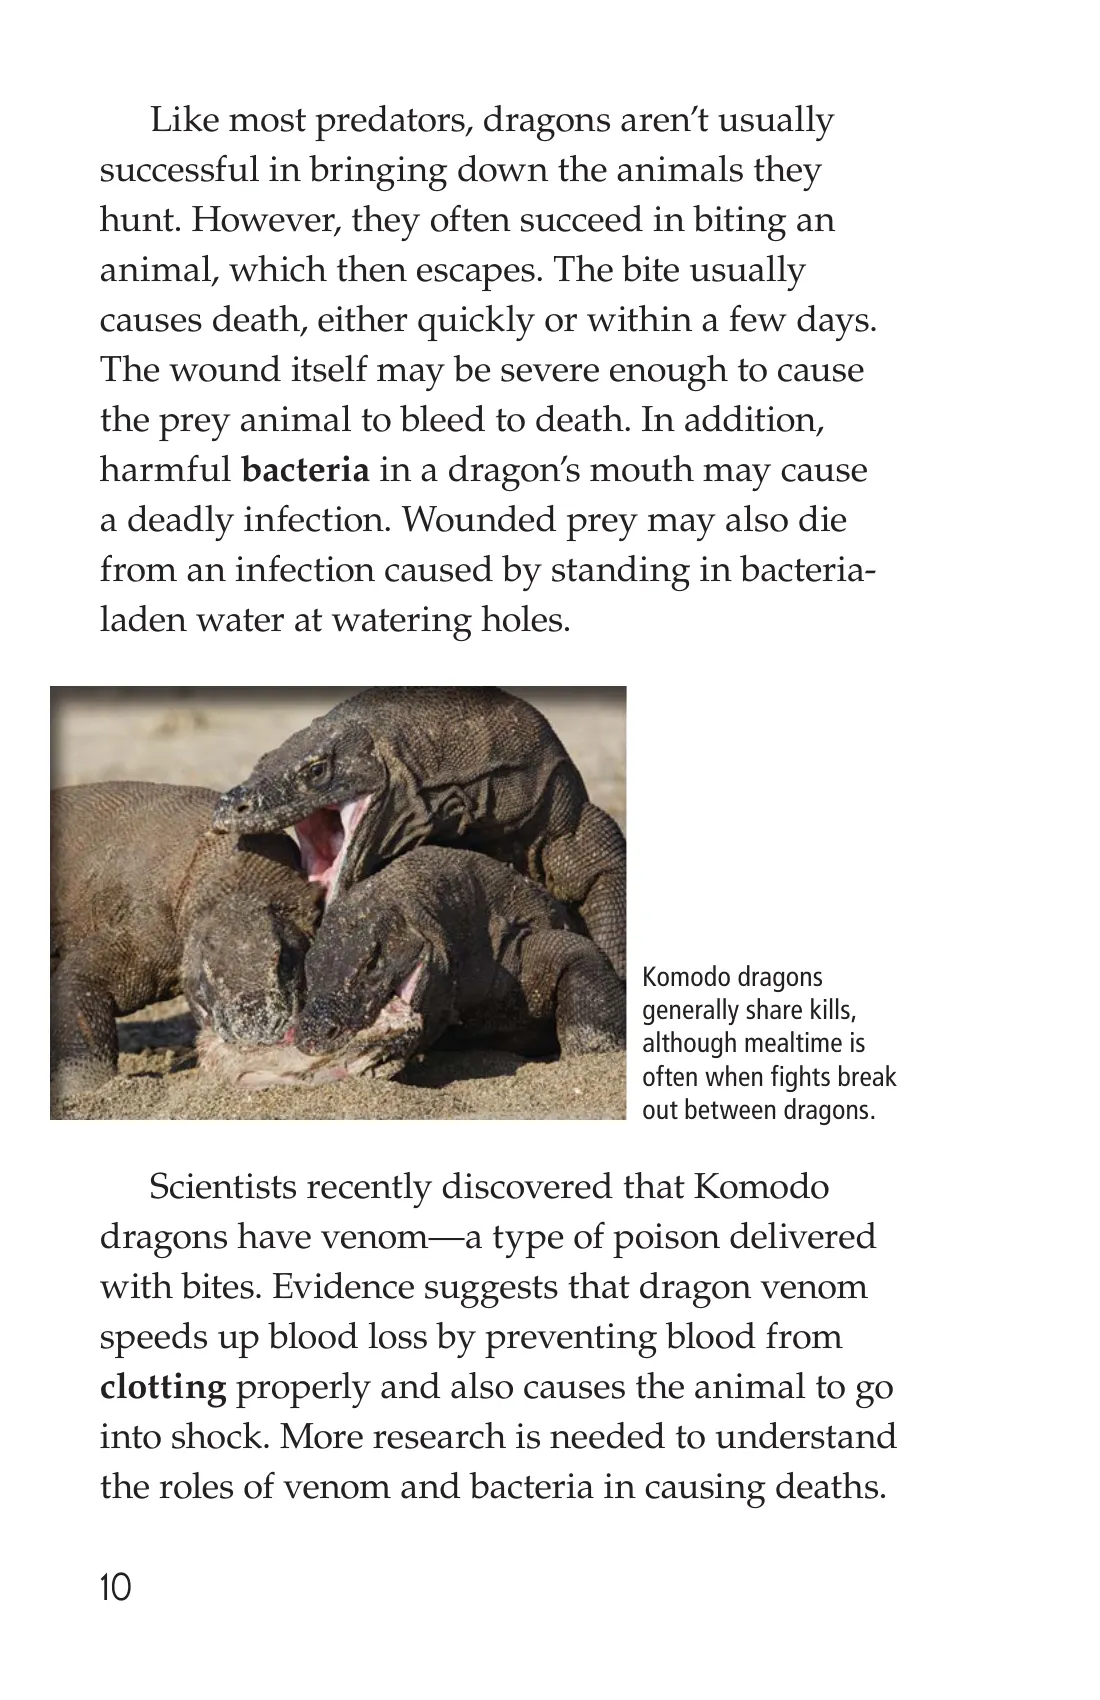 Like most predators, dragons aren’t usually
successful in bringing down the animals they
hunt. However, they often succeed in biting an
animal, which then escapes. The bite usually
causes death, either quickly or within a few days.
The wound itself may be severe enough to cause
the prey animal to bleed to death. In addition,
harmful bacteria in a dragon’s mouth may cause
a deadly infection. Wounded prey may also die
from an infection caused by standing in bacteria-
laden water at watering holes.
Komodo dragons
generally share kills,
although mealtime is
often when fights break
out between dragons.
Scientists recently discovered that Komodo
dragons have venom—a type of poison delivered
with bites. Evidence suggests that dragon venom
speeds up blood loss by preventing blood from
clotting properly and also causes the animal to go
into shock. More research is needed to understand
the roles of venom and bacteria in causing deaths.
10